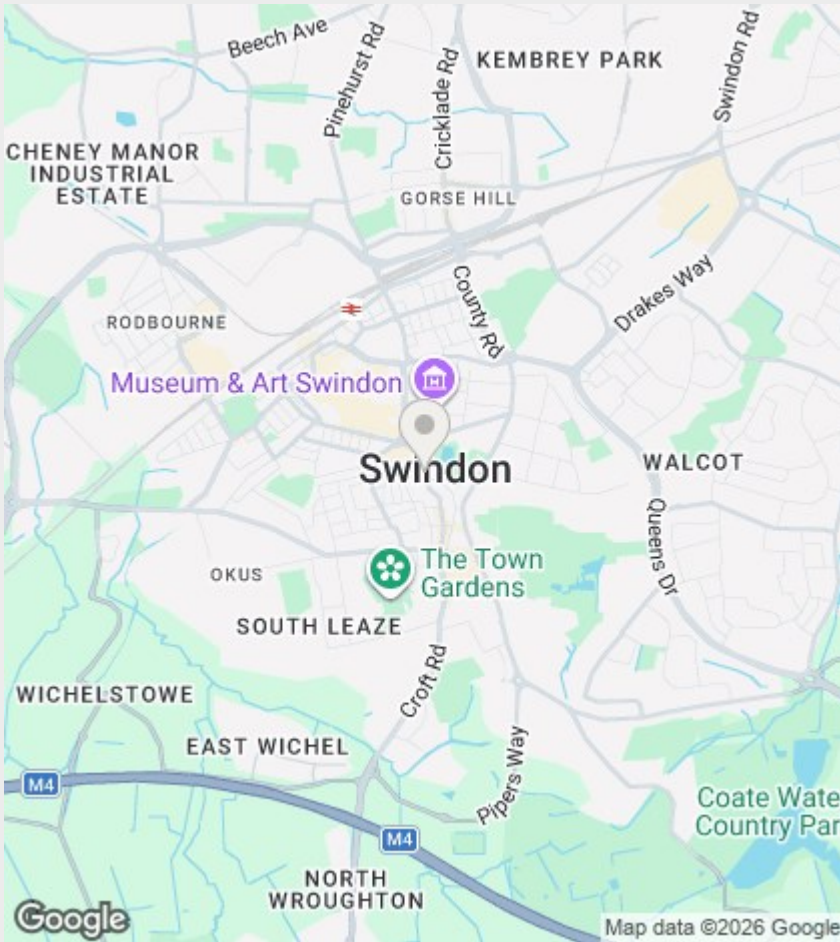 Beech Ave
Pinehurst Rd
Cricklade Rd
KEMBREY PARK
Swindon Rd
CHENEY MANOR
INDUSTRIAL
ESTATE
GORSE HILL
County Rd
Drakes Way
RODBOURNE
Museum & Art Swindon
Swindon
WALCOT
Queens Dr
The Town
Gardens
OKUS
SOUTH LEAZE
Croft Rd
WICHELSTOWE
EAST WICHEL
Pipers Way
M4
Coate Wate
Country Par
M4
NORTH
WROUGHTON
Google
Map data ©2026 Google